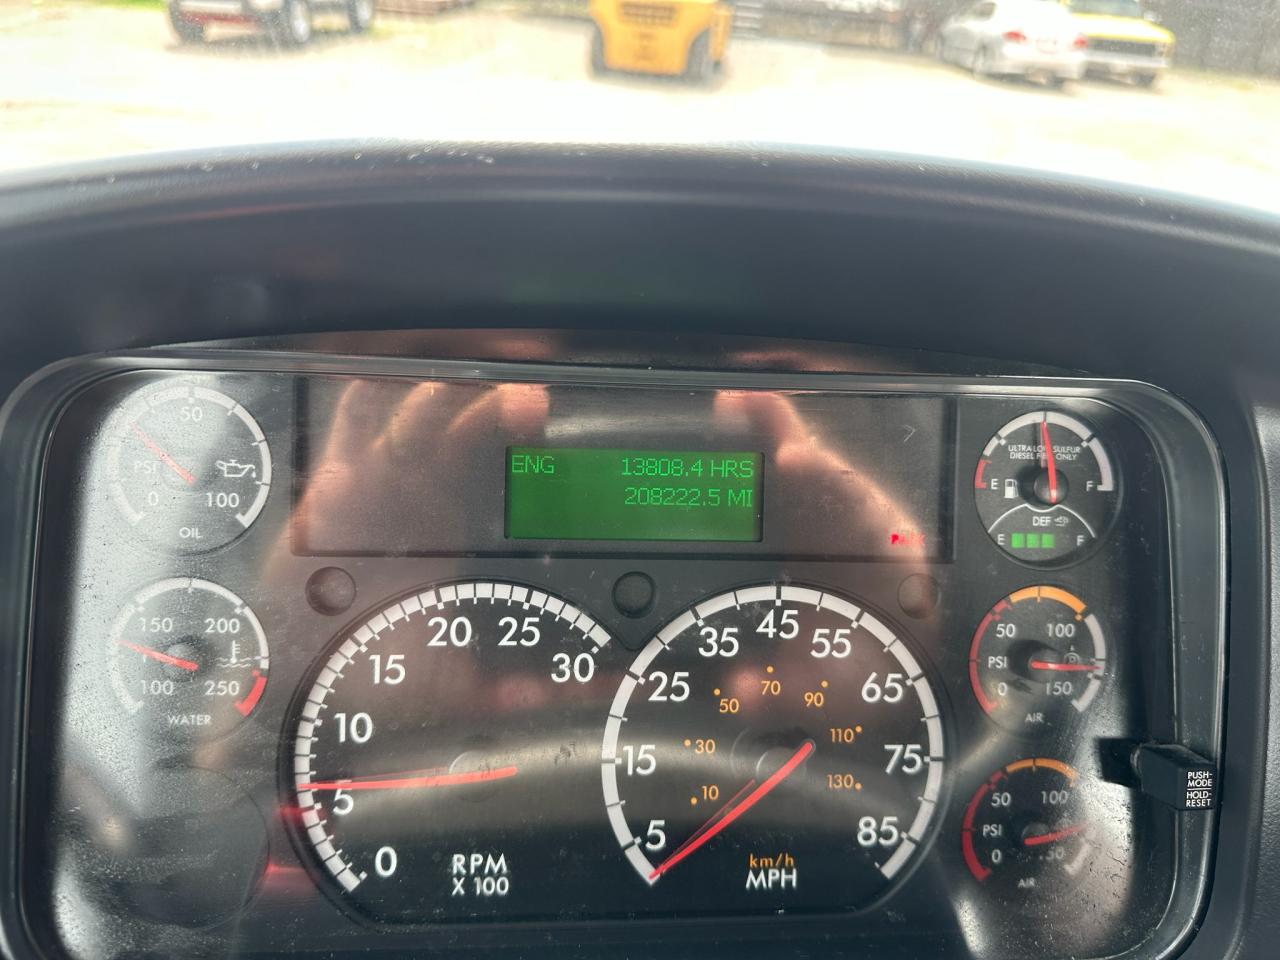 ENG 13808.4 HRS
208222.5 MI
50
PSI
0 100
OIL
150 200
100 250
WATER
0
5
10
15
20
25
30
RPM
X 100
5
15
25
35
45
55
65
75
85
10
30
50
70
90
110
130
km/h
MPH
ULTRA LOW SULFUR
DIESEL FUEL ONLY
E F
DEF
E F
50 100
PSI
0 150
AIR
50 100
PSI
0
AIR
PUSH-
MODE
HOLD-
RESET